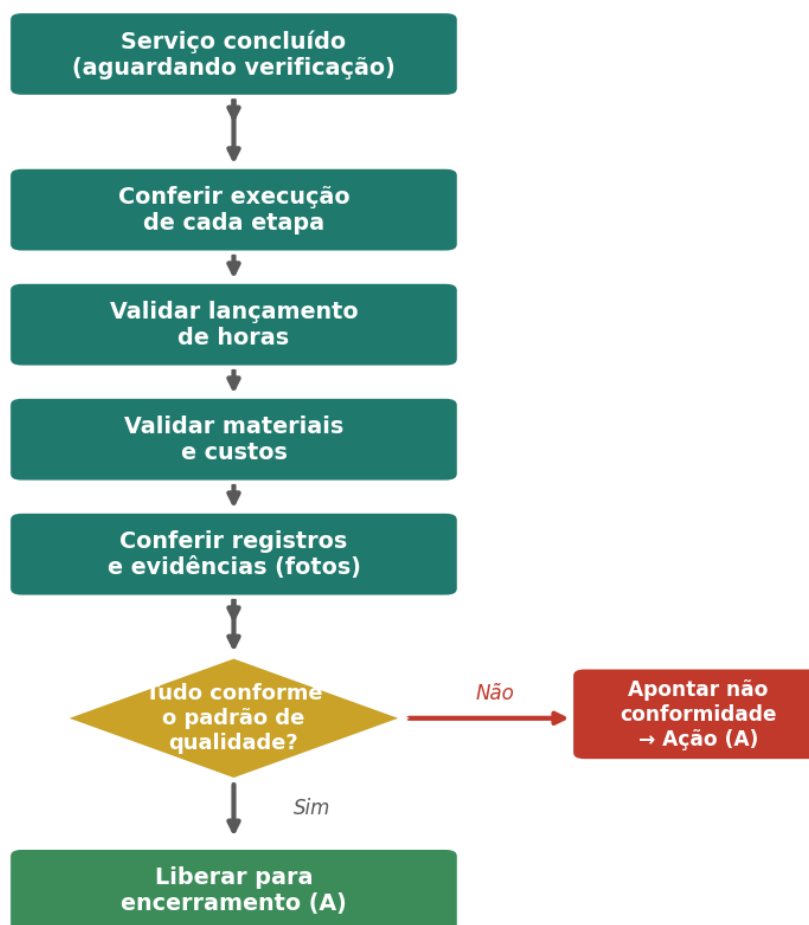 Serviço concluído
(aguardando verificação)
Conferir execução
de cada etapa
Validar lançamento
de horas
Validar materiais
e custos
Conferir registros
e evidências (fotos)
Tudo conforme
o padrão de
qualidade?
Não
Apontar não
conformidade
→ Ação (A)
Sim
Liberar para
encerramento (A)